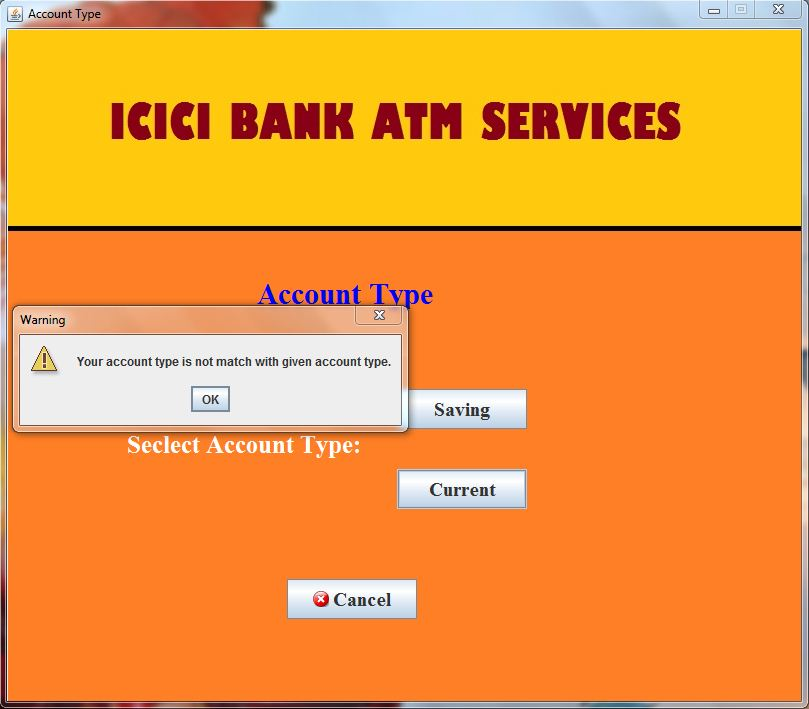 Account Type
ICICI BANK ATM SERVICES
Account Type
Warning
Your account type is not match with given account type.
OK
Saving
Seclect Account Type:
Current
Cancel